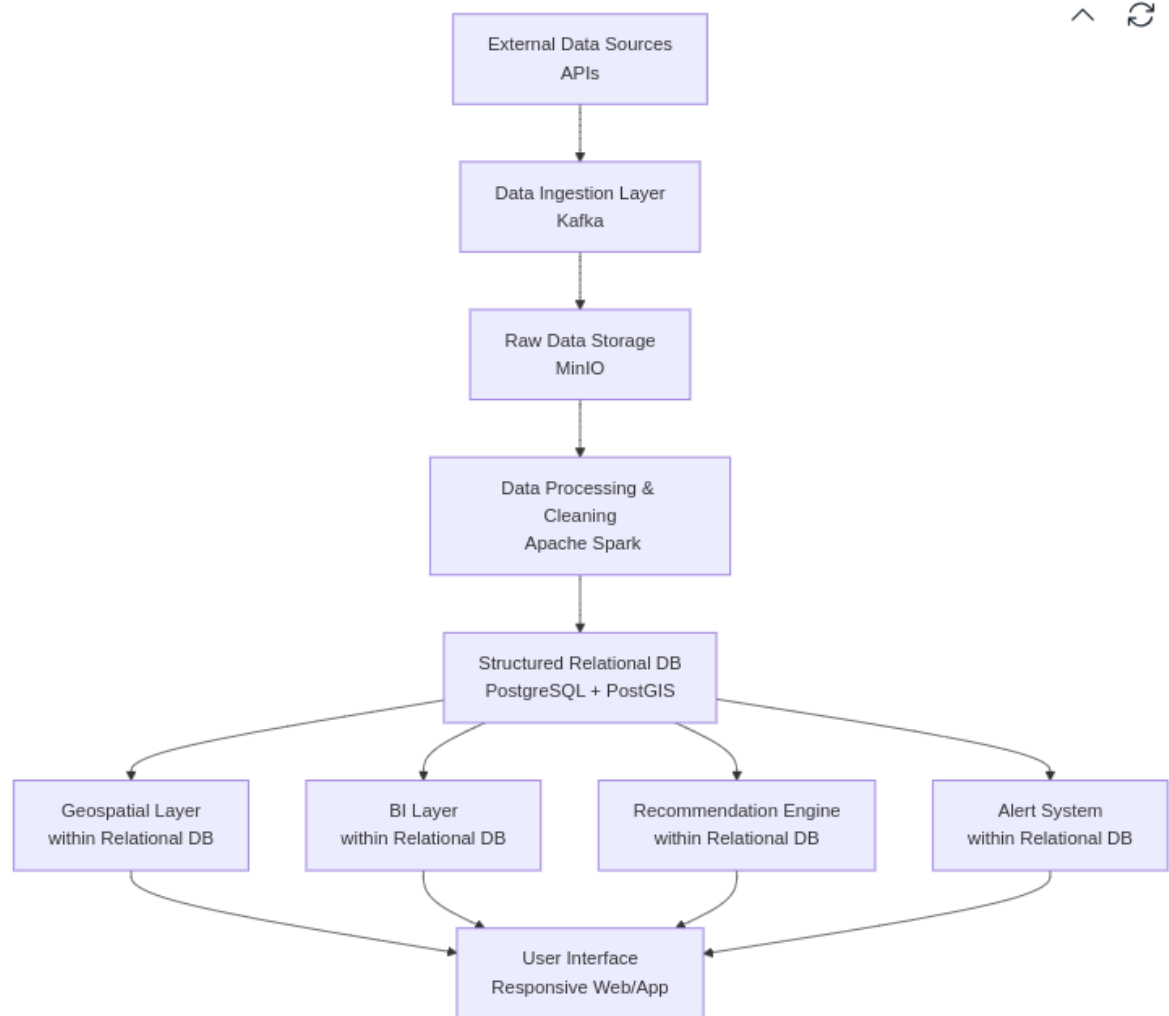 External Data Sources
APIs
Data Ingestion Layer
Kafka
Raw Data Storage
MinIO
Data Processing &
Cleaning
Apache Spark
Structured Relational DB
PostgreSQL + PostGIS
Geospatial Layer
within Relational DB
BI Layer
within Relational DB
Recommendation Engine
within Relational DB
Alert System
within Relational DB
User Interface
Responsive Web/App